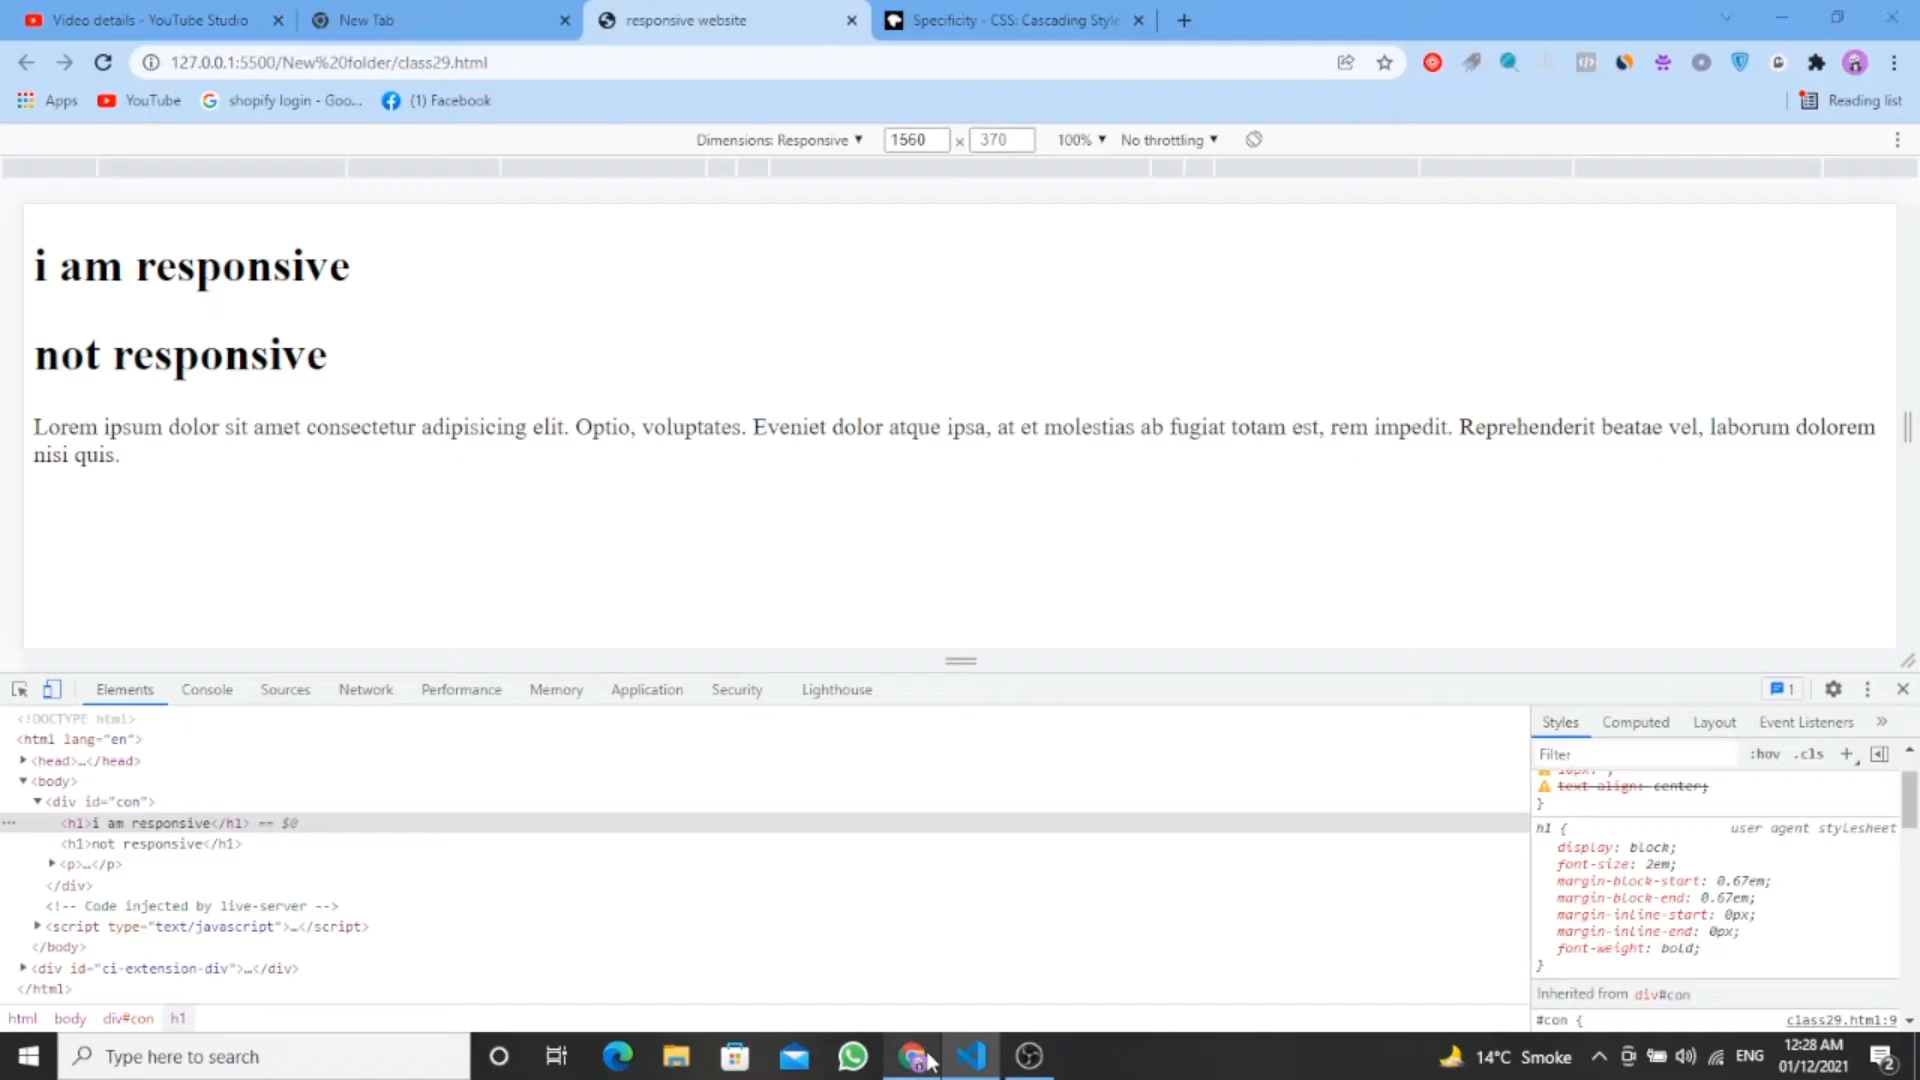 Video details - YouTube Studio
New Tab
responsive website
Specificity - CSS: Cascading Style
127.0.0.1:5500/New%20folder/class29.html
Apps
YouTube
shopify login - Goo...
(1) Facebook
Reading list
Dimensions: Responsive ▼ 1560 × 370 100% ▼ No throttling ▼
i am responsive
not responsive
Lorem ipsum dolor sit amet consectetur adipisicing elit. Optio, voluptates. Eveniet dolor atque ipsa, at et molestias ab fugiat totam est, rem impedit. Reprehenderit beatae vel, laborum dolorem
nisi quis.
Elements Console Sources Network Performance Memory Application Security Lighthouse 1
<!DOCTYPE html>
<html lang="en">
▶<head>…</head>
▼<body>
▼<div id="con">
<h1>i am responsive</h1> == $0
<h1>not responsive</h1>
▶<p>…</p>
</div>
<!-- Code injected by live-server -->
▶<script type="text/javascript">…</script>
</body>
▶<div id="ci-extension-div">…</div>
</html>
html body div#con h1
Styles Computed Layout Event Listeners »
Filter :hov .cls +
text-align: center;
}
h1 { user agent stylesheet
display: block;
font-size: 2em;
margin-block-start: 0.67em;
margin-block-end: 0.67em;
margin-inline-start: 0px;
margin-inline-end: 0px;
font-weight: bold;
}
Inherited from div#con
#con { class29.html:9
Type here to search
14°C Smoke
ENG
12:28 AM
01/12/2021
2